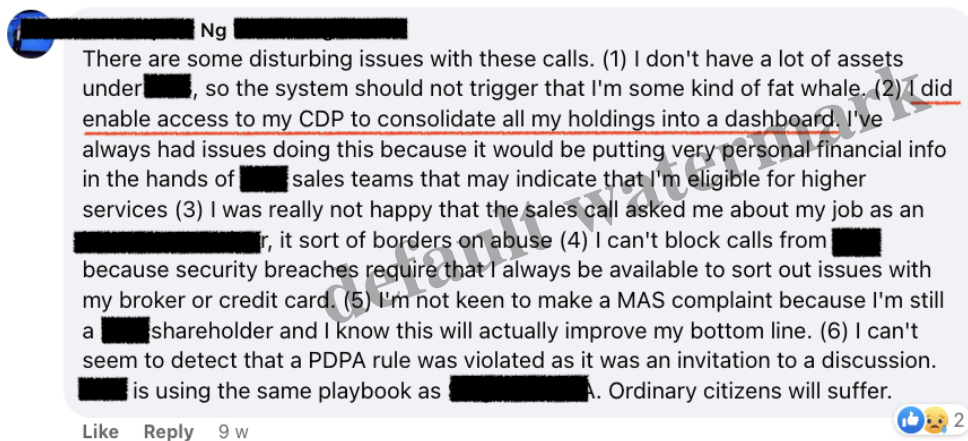 Ng
There are some disturbing issues with these calls. (1) I don't have a lot of assets
under , so the system should not trigger that I'm some kind of fat whale. (2) I did
enable access to my CDP to consolidate all my holdings into a dashboard. I've
always had issues doing this because it would be putting very personal financial info
in the hands of sales teams that may indicate that I'm eligible for higher
services (3) I was really not happy that the sales call asked me about my job as an
r, it sort of borders on abuse (4) I can't block calls from
because security breaches require that I always be available to sort out issues with
my broker or credit card. (5) I'm not keen to make a MAS complaint because I'm still
a shareholder and I know this will actually improve my bottom line. (6) I can't
seem to detect that a PDPA rule was violated as it was an invitation to a discussion.
is using the same playbook as A. Ordinary citizens will suffer.
Like Reply 9 w
2
default watermark